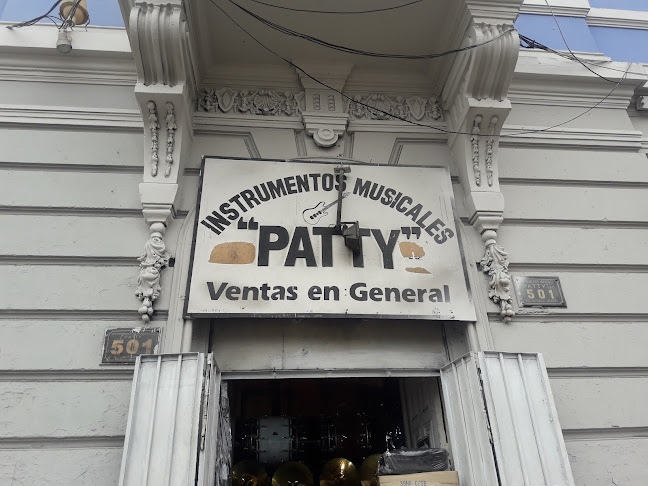 INSTRUMENTOS MUSICALES
"PATTY"
Ventas en General
501
501